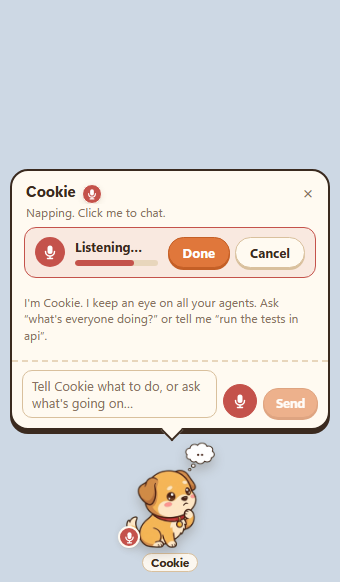 Cookie
Napping. Click me to chat.
Listening...
Done
Cancel
I'm Cookie. I keep an eye on all your agents. Ask
"what's everyone doing?" or tell me "run the tests in
api".
Tell Cookie what to do, or ask
what's going on...
Send
Cookie